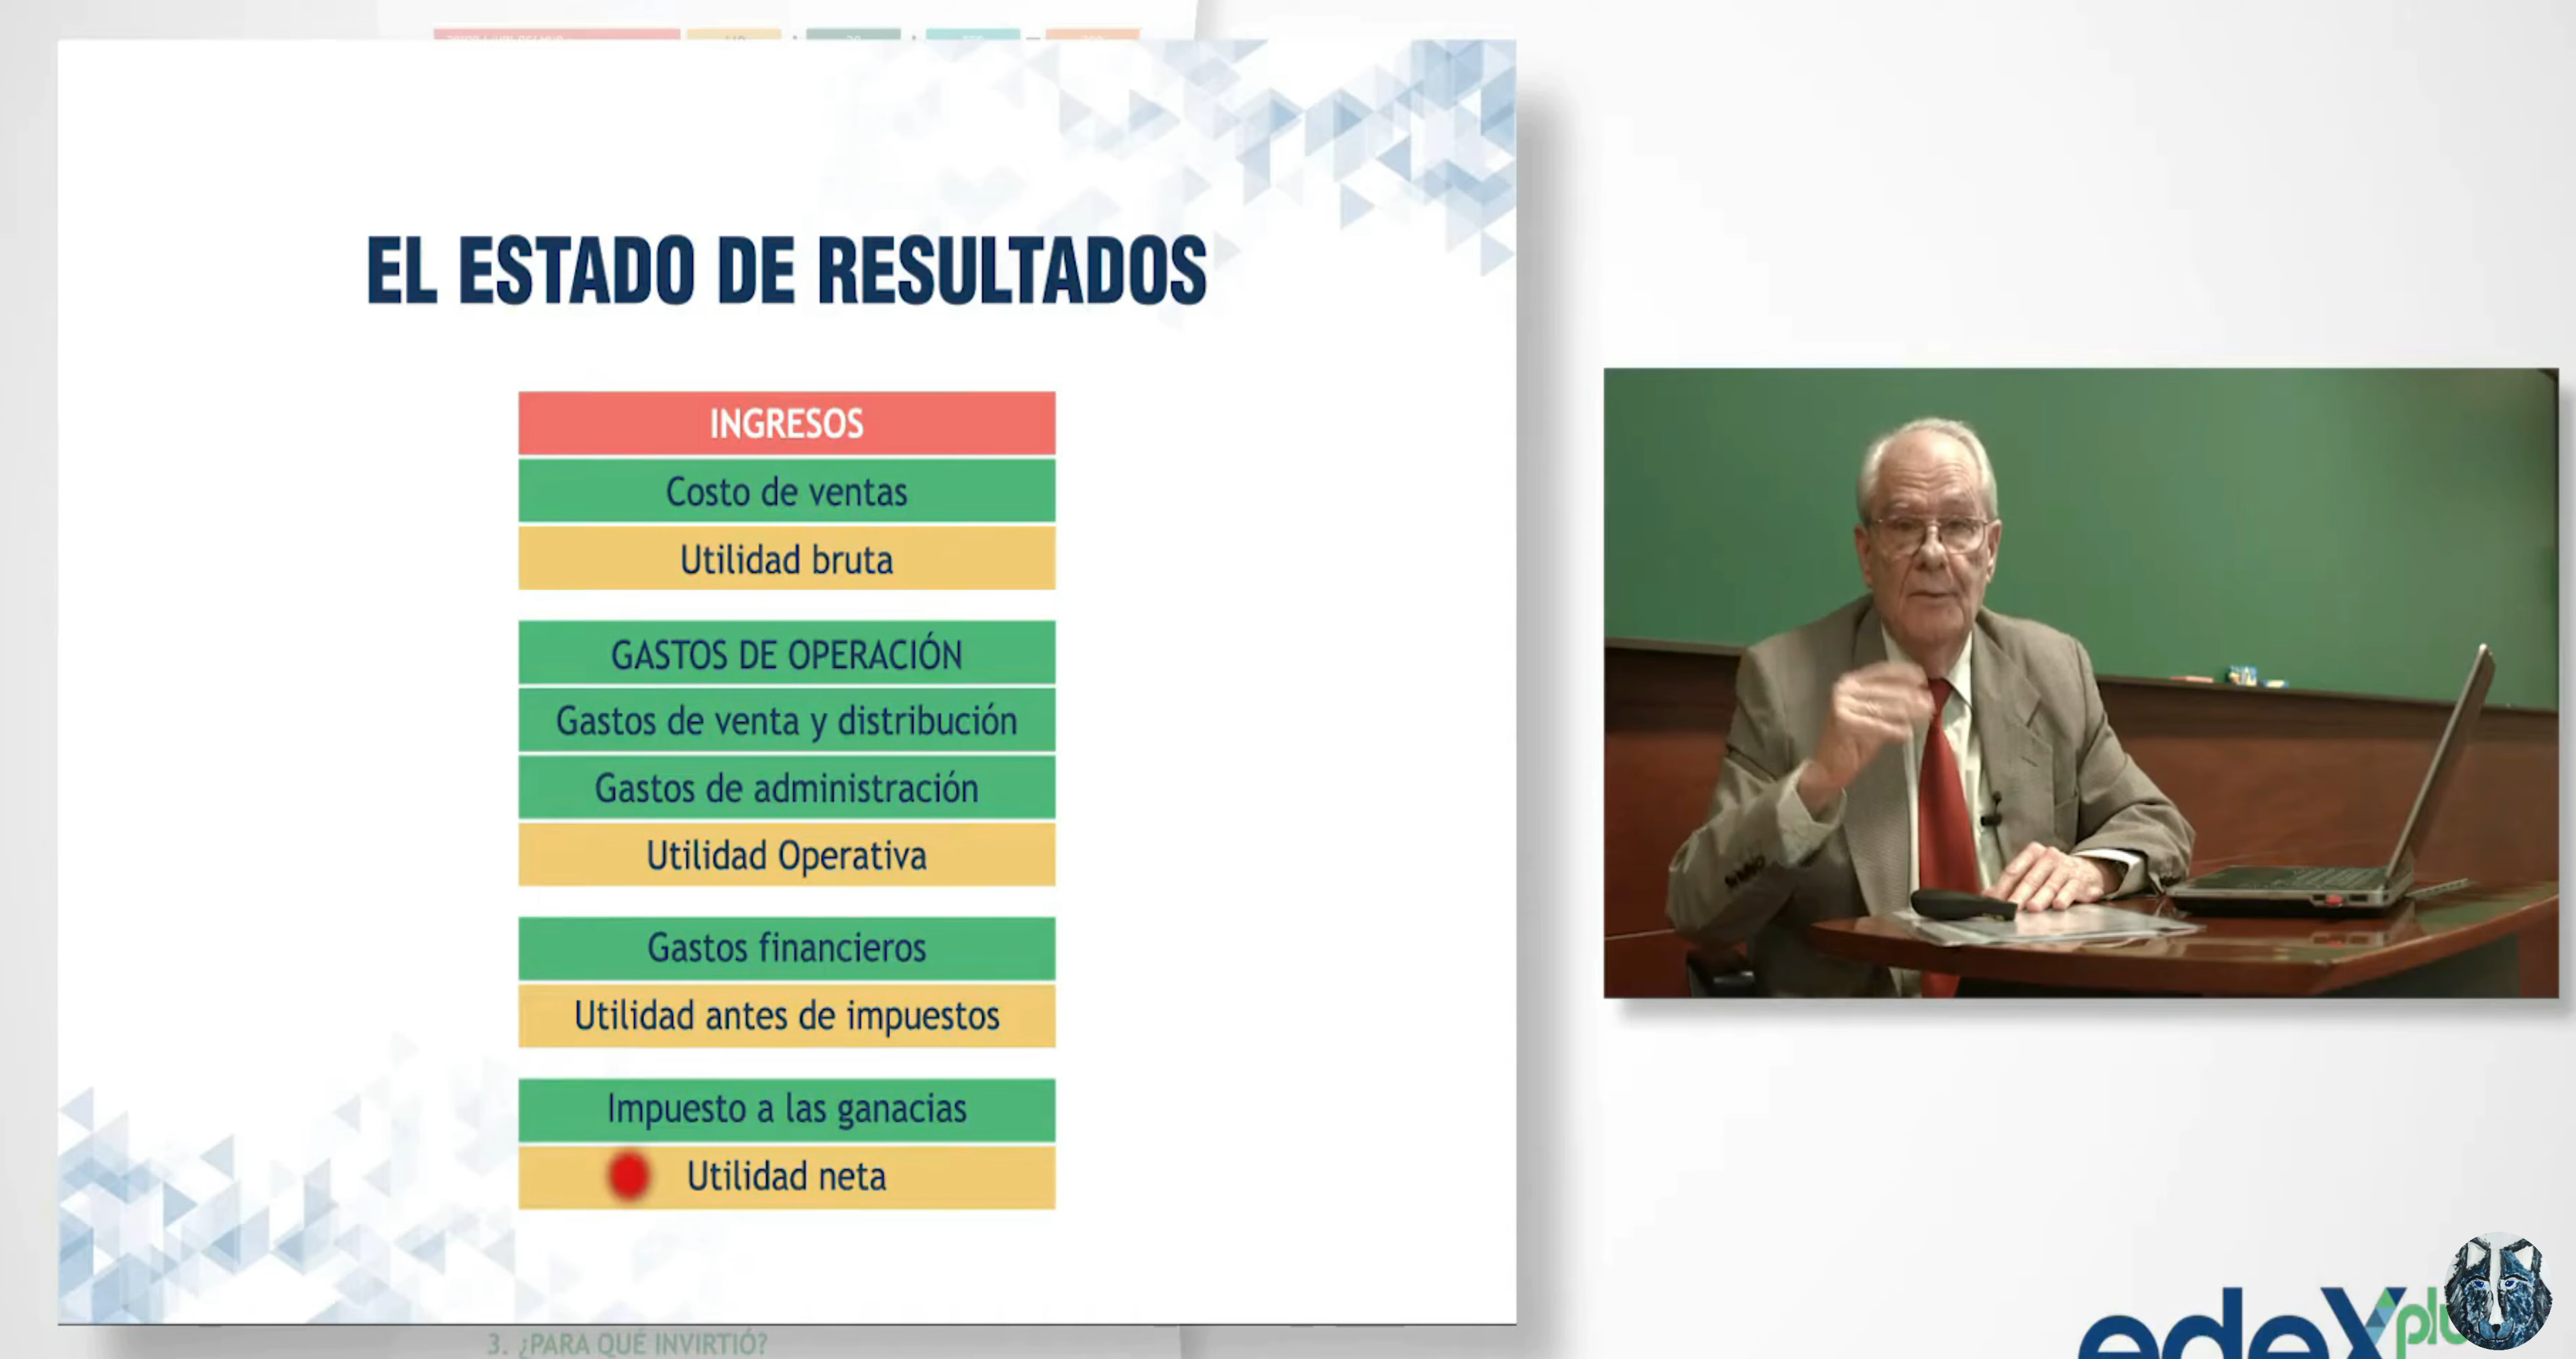 EL ESTADO DE RESULTADOS
INGRESOS
Costo de ventas
Utilidad bruta
GASTOS DE OPERACIÓN
Gastos de venta y distribución
Gastos de administración
Utilidad Operativa
Gastos financieros
Utilidad antes de impuestos
Impuesto a las ganacias
Utilidad neta
3. ¿PARA QUÉ INVIRTIÓ?
edeX